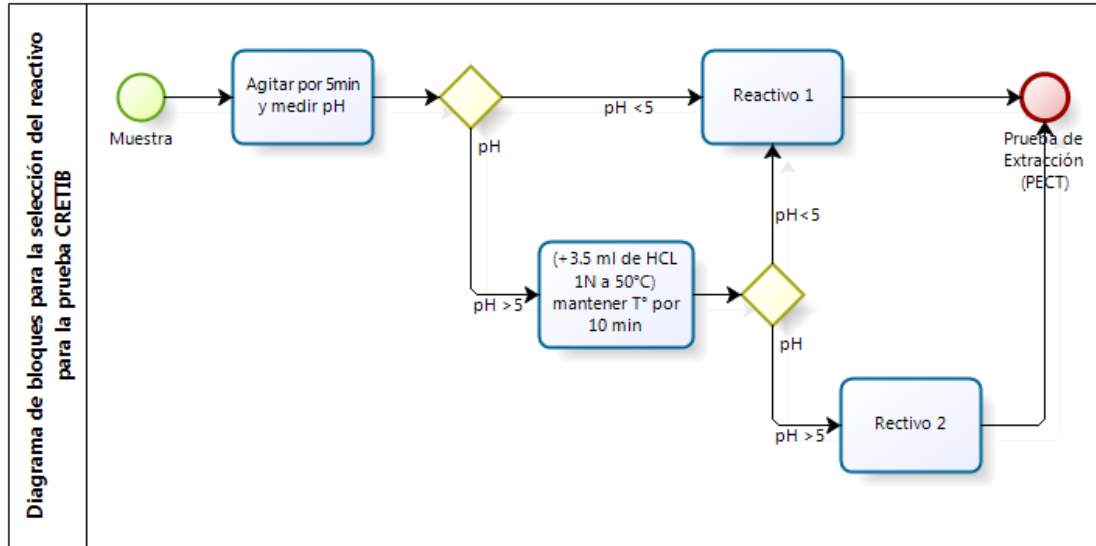 Diagrama de bloques para la selección del reactivo
para la prueba CRETIB
Muestra
Agitar por 5min
y medir pH
pH
pH <5
Reactivo 1
Prueba de
Extracción
(PECT)
pH >5
(+3.5 ml de HCL
1N a 50°C)
mantener T° por
10 min
pH<5
pH
pH >5
Rectivo 2